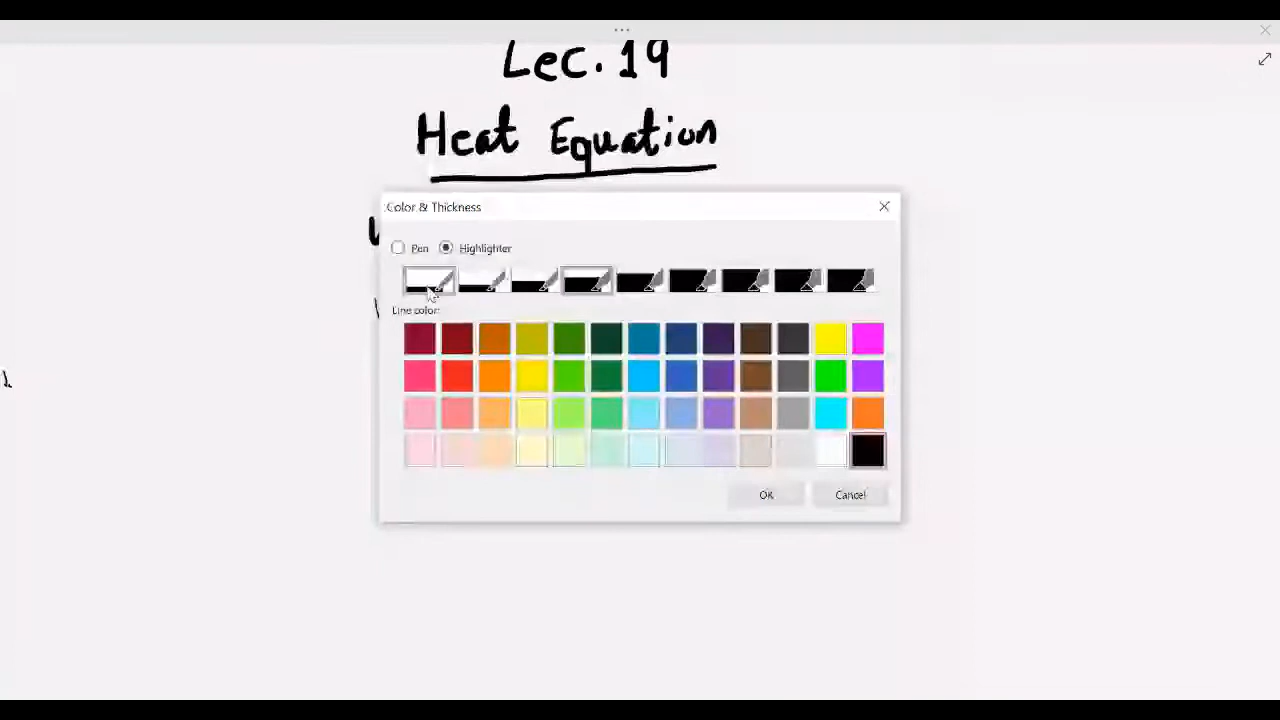 Lec. 19
Heat Equation
Color & Thickness
Pen Highlighter
Line color:
OK Cancel